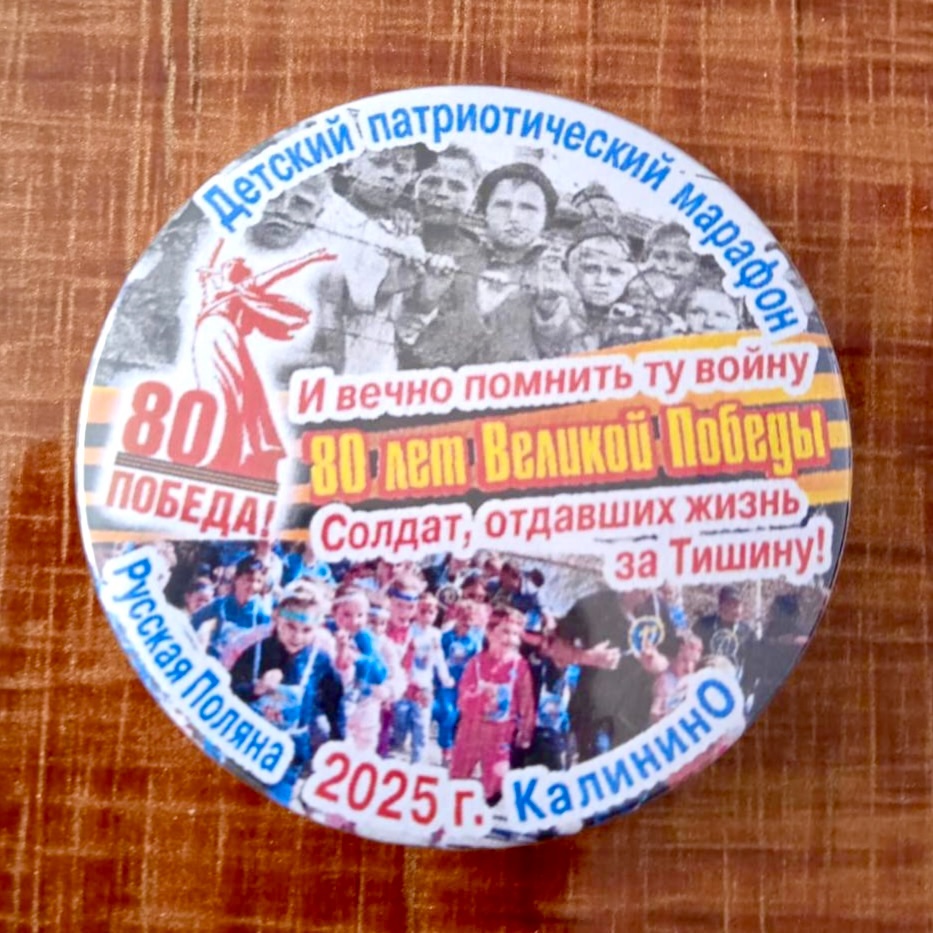 Детский патриотический марафон
80
ПОБЕДА!
И вечно помнить ту войну
80 лет Великой Победы
Солдат, отдавших жизнь
за Тишину!
Русская Поляна
2025 г.
КалининО